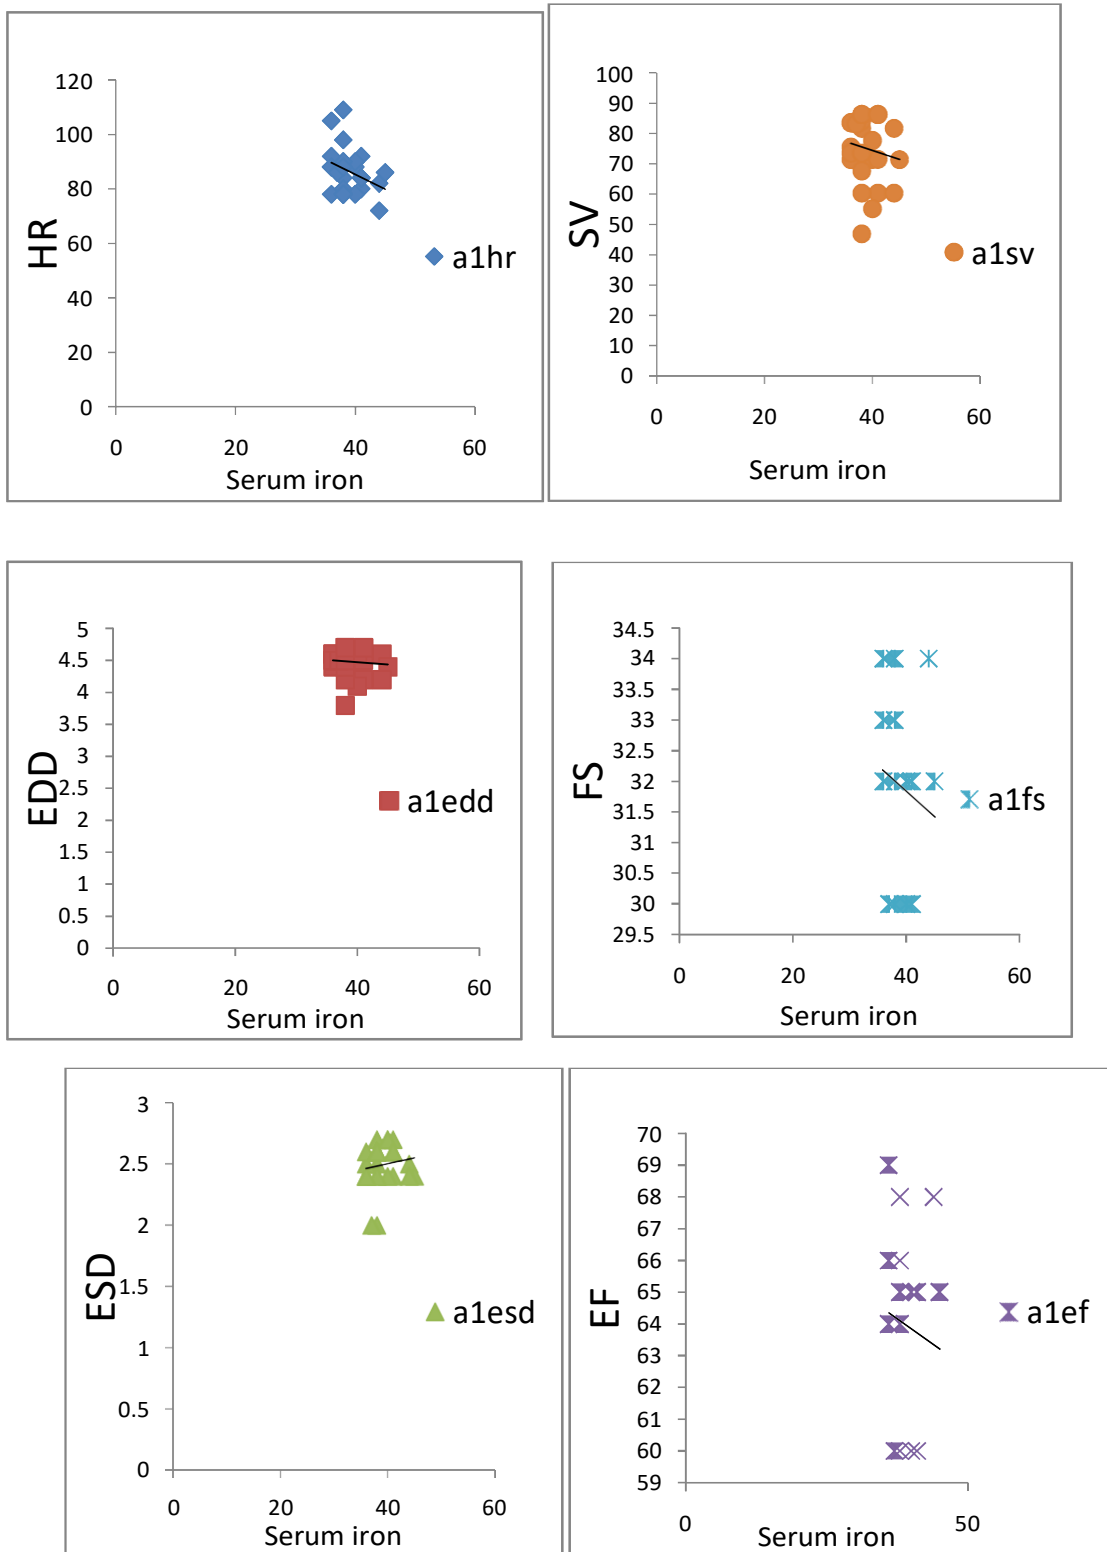 HR
120
100
80
60
40
20
0
0 20 40 60
Serum iron
a1hr
SV
100
90
80
70
60
50
40
30
20
10
0
0 20 40 60
Serum iron
a1sv
EDD
5
4.5
4
3.5
3
2.5
2
1.5
1
0.5
0
0 20 40 60
Serum iron
a1edd
FS
34.5
34
33.5
33
32.5
32
31.5
31
30.5
30
29.5
0 20 40 60
Serum iron
a1fs
ESD
3
2.5
2
1.5
1
0.5
0
0 20 40 60
Serum iron
a1esd
EF
70
69
68
67
66
65
64
63
62
61
60
59
0 50
Serum iron
a1ef